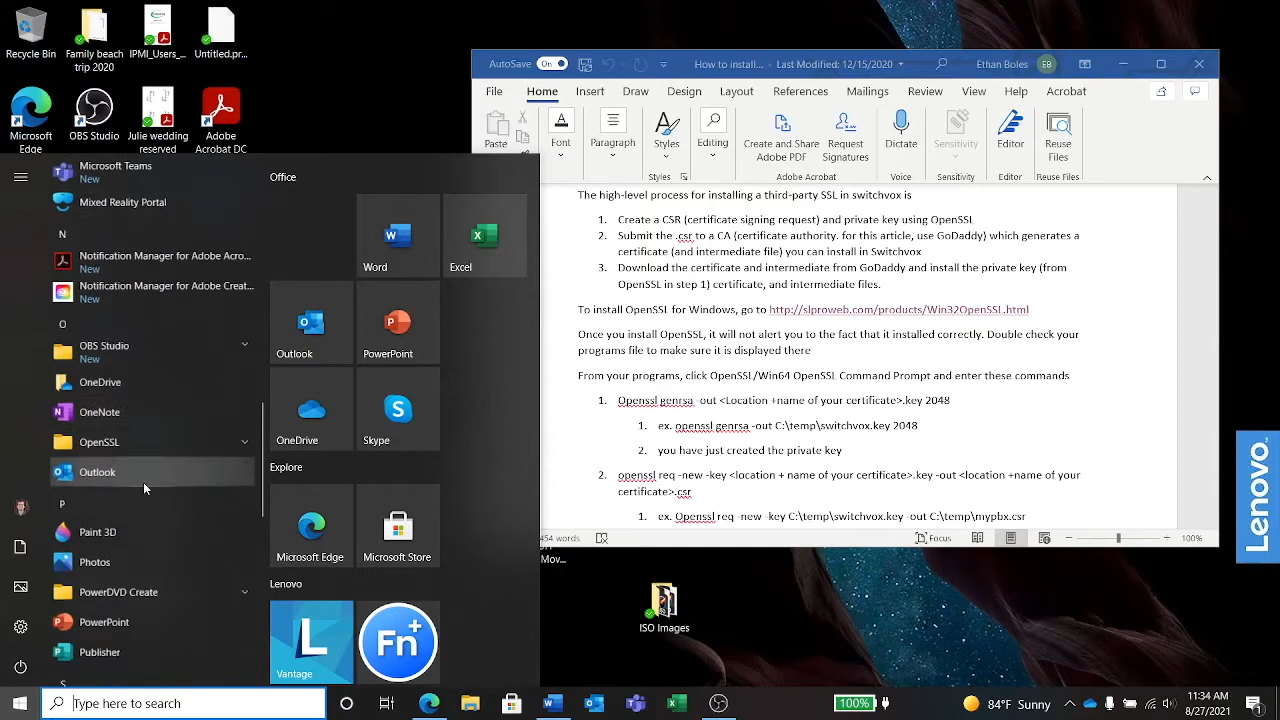 Recycle Bin
Family beach
trip 2020
IPMI_Users_...
Untitled.pr...
Microsoft
Edge
OBS Studio
Julie wedding
reserved
Adobe
Acrobat DC
AutoSave On How to install... - Last Modified: 12/15/2020 Ethan Boles EB
File Home Insert Draw Design Layout References Mailings Review View Help Acrobat
Paste
Font
Paragraph
Styles
Editing
Create and Share
Adobe PDF
Request
Signatures
Dictate
Sensitivity
Editor
Reuse
Files
Styles
Adobe Acrobat
Voice
Sensitivity
Editor
Reuse Files
The high-level process for installing a third-party SSL in switchvox is
1. Create a CSR (certificate signing request) and private key using OpenSSL
2. Submit the .csr to a CA (certificate authority. for this article, use GoDaddy) which generates a
certificate and intermediate file) you can install in Switchvox
3. Download the certificate and intermediate from GoDaddy and install the private key (from
OpenSSL in step 1) certificate, and intermediate files.
To install OpenSSL for Windows, go to http://slproweb.com/products/Win32OpenSSL.html
Once you install OpenSSL, it will not alert you to the fact that it installed correctly. Double check your
programs file to make sure it is displayed there
From your programs, click OpenSSL/Win64 OpenSSL Command Prompt and enter these commands
1. Openssl genrsa -out <Location +name of your certificate>.key 2048
1. ex. openssl genrsa -out C:\temp\switchvox.key 2048
2. you have just created the private key
2. openssl req -new -key <location + name of your certificate>.key -out <location +name of your
certificate>.csr
1. ex. Openssl req -new -key C:\temp\switchvox.key -out C:\temp\mypbx.csr
454 words
Focus
100%
Microsoft Teams
New
Mixed Reality Portal
N
Notification Manager for Adobe Acro...
New
Notification Manager for Adobe Creat...
New
O
OBS Studio
New
OneDrive
OneNote
OpenSSL
Outlook
P
Paint 3D
Photos
PowerDVD Create
PowerPoint
Publisher
Office
Word
Excel
Outlook
PowerPoint
OneDrive
Skype
Explore
Microsoft Edge
Microsoft Store
Lenovo
L
Vantage
Fn+
Mov...
ISO Images
Lenovo
Type here to search
100%
84°F Sunny
11:34 AM
8/27/2021